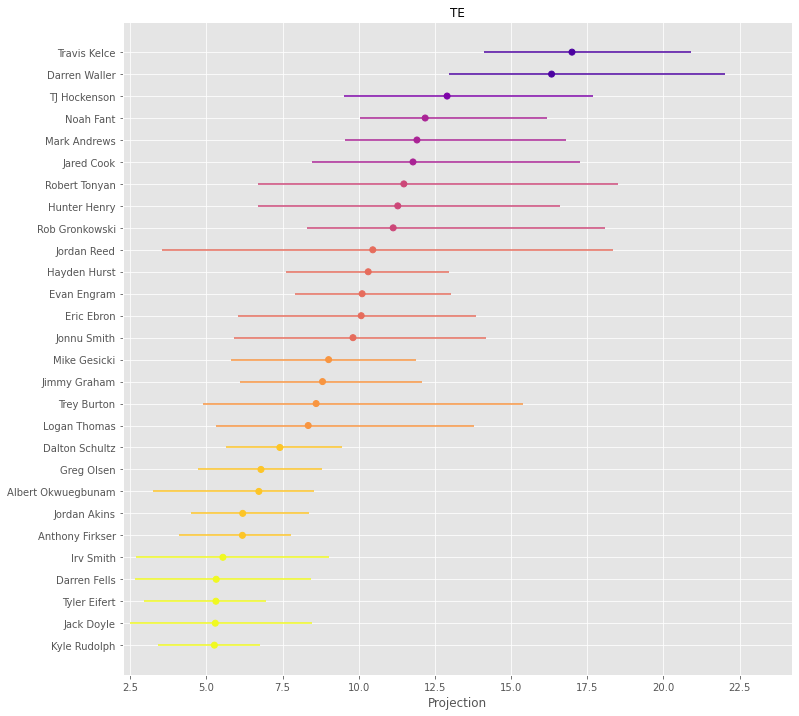 TE
Travis Kelce
Darren Waller
TJ Hockenson
Noah Fant
Mark Andrews
Jared Cook
Robert Tonyan
Hunter Henry
Rob Gronkowski
Jordan Reed
Hayden Hurst
Evan Engram
Eric Ebron
Jonnu Smith
Mike Gesicki
Jimmy Graham
Trey Burton
Logan Thomas
Dalton Schultz
Greg Olsen
Albert Okwuegbunam
Jordan Akins
Anthony Firkser
Irv Smith
Darren Fells
Tyler Eifert
Jack Doyle
Kyle Rudolph
2.5 5.0 7.5 10.0 12.5 15.0 17.5 20.0 22.5
Projection